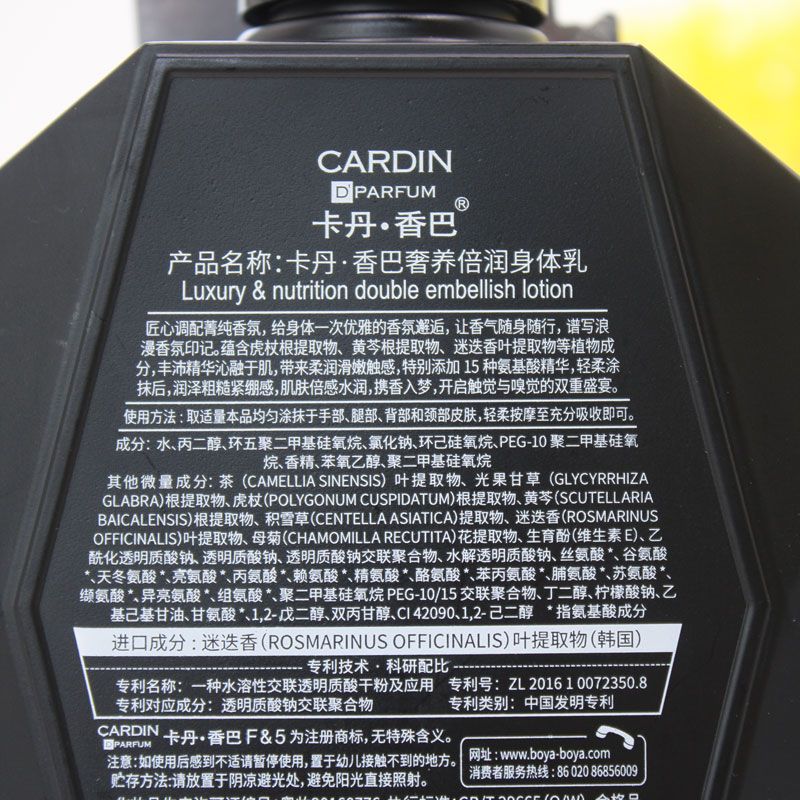 CARDIN
D'PARFUM
卡丹·香巴®
产品名称:卡丹·香巴奢养倍润身体乳
Luxury & nutrition double embellish lotion
匠心调配菁纯香氛,给身体一次优雅的香氛邂逅,让香气随身随行,谱写浪
漫香氛印记。蕴含虎杖根提取物、黄芩根提取物、迷迭香叶提取物等植物成
分,丰沛精华沁融于肌,带来柔润滑嫩触感,特别添加 15 种氨基酸精华,轻柔涂
抹后,润泽粗糙紧绷感,肌肤倍感水润,携香入梦,开启触觉与嗅觉的双重盛宴。
使用方法:取适量本品均匀涂抹于手部、腿部、背部和颈部皮肤,轻柔按摩至充分吸收即可。
成分:水、丙二醇、环五聚二甲基硅氧烷、氯化钠、环己硅氧烷、PEG-10 聚二甲基硅氧
烷、香精、苯氧乙醇、聚二甲基硅氧烷
其他微量成分:茶(CAMELLIA SINENSIS)叶提取物、光果甘草(GLYCYRRHIZA
GLABRA)根提取物、虎杖(POLYGONUM CUSPIDATUM)根提取物、黄芩(SCUTELLARIA
BAICALENSIS)根提取物、积雪草(CENTELLA ASIATICA)提取物、迷迭香(ROSMARINUS
OFFICINALIS)叶提取物、母菊(CHAMOMILLA RECUTITA)花提取物、生育酚(维生素 E)、乙
酰化透明质酸钠、透明质酸钠、透明质酸钠交联聚合物、水解透明质酸钠、丝氨酸*、谷氨酸
*、天冬氨酸*、亮氨酸*、丙氨酸*、赖氨酸*、精氨酸*、酪氨酸*、苯丙氨酸*、脯氨酸*、苏氨酸*、
缬氨酸*、异亮氨酸*、组氨酸*、聚二甲基硅氧烷 PEG-10/15 交联聚合物、丁二醇、柠檬酸钠、乙
基己基甘油、甘氨酸*、1,2-戊二醇、双丙甘醇、CI 42090、1,2-己二醇 *指氨基酸成分
进口成分:迷迭香(ROSMARINUS OFFICINALIS)叶提取物(韩国)
专利技术·科研配比
专利名称:一种水溶性交联透明质酸干粉及应用 专利号:ZL 2016 1 0072350.8
专利对应成分:透明质酸钠交联聚合物 专利类别:中国发明专利
CARDIN D'PARFUM 卡丹·香巴 F&5 为注册商标,无特殊含义。
注意:如使用后感到不适请暂停使用,置于幼儿接触不到的地方。
贮存方法:请放置于阴凉避光处,避免阳光直接照射。
网址:www.boya-boya.com
消费者服务热线:86 020 86856009